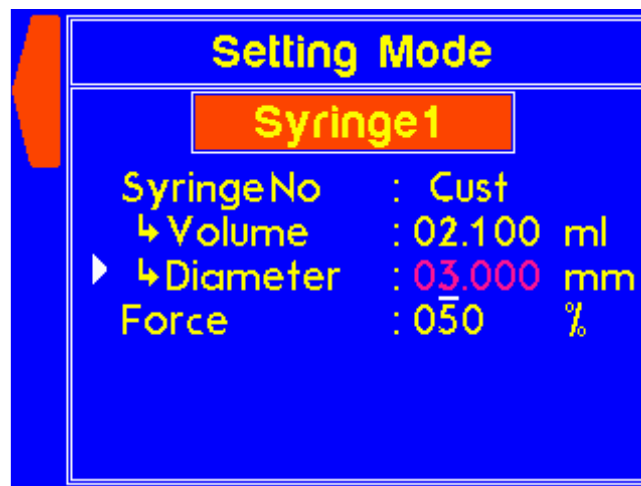 Setting Mode
Syringe1
SyringeNo : Cust
↳Volume : 02.100 ml
↳Diameter : 03.000 mm
Force : 050 %